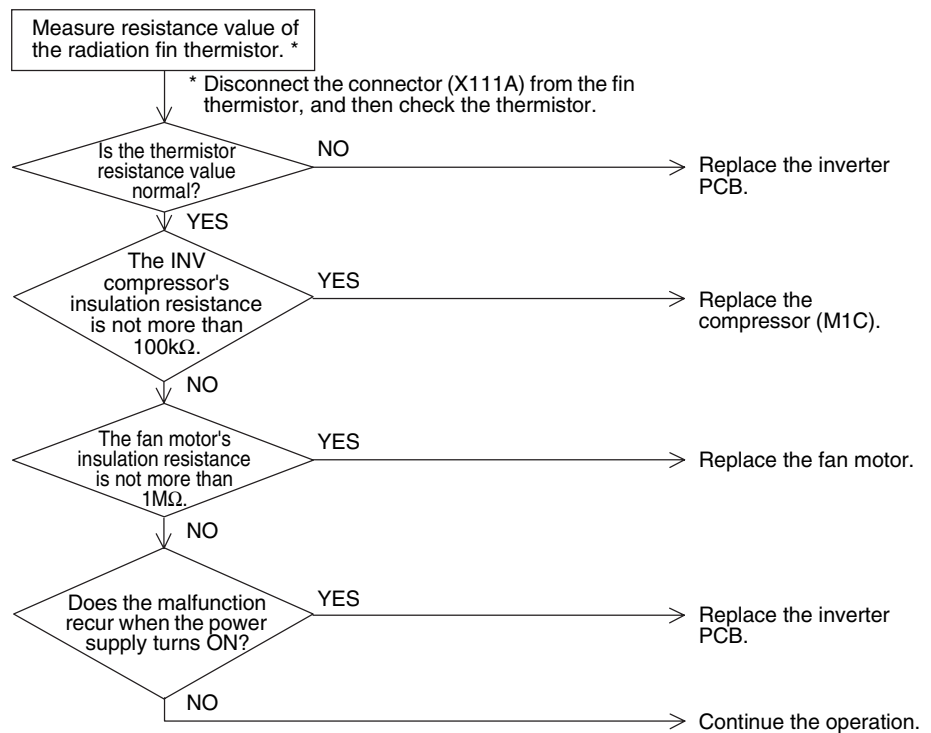 Measure resistance value of
the radiation fin thermistor. *
* Disconnect the connector (X111A) from the fin
thermistor, and then check the thermistor.
Is the thermistor
resistance value
normal?
NO
Replace the inverter
PCB.
YES
The INV
compressor's
insulation resistance
is not more than
100kΩ.
YES
Replace the
compressor (M1C).
NO
The fan motor's
insulation resistance
is not more than
1MΩ.
YES
Replace the fan motor.
NO
Does the malfunction
recur when the power
supply turns ON?
YES
Replace the inverter
PCB.
NO
Continue the operation.